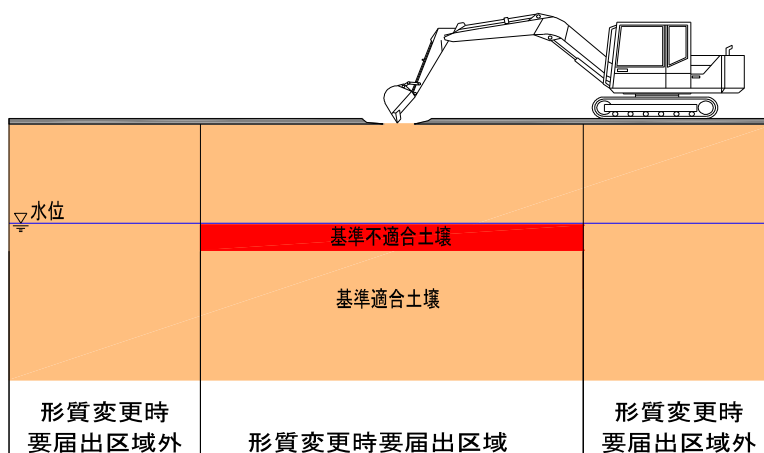 水位
基準不適合土壌
基準適合土壌
形質変更時
要届出区域外
形質変更時要届出区域
形質変更時
要届出区域外